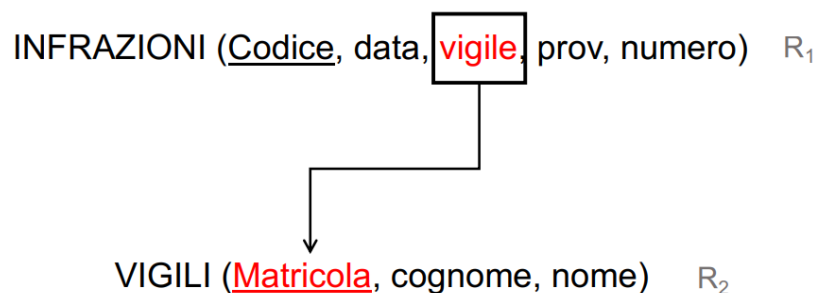 INFRAZIONI (Codice, data, vigile, prov, numero) R₁
VIGILI (Matricola, cognome, nome) R₂